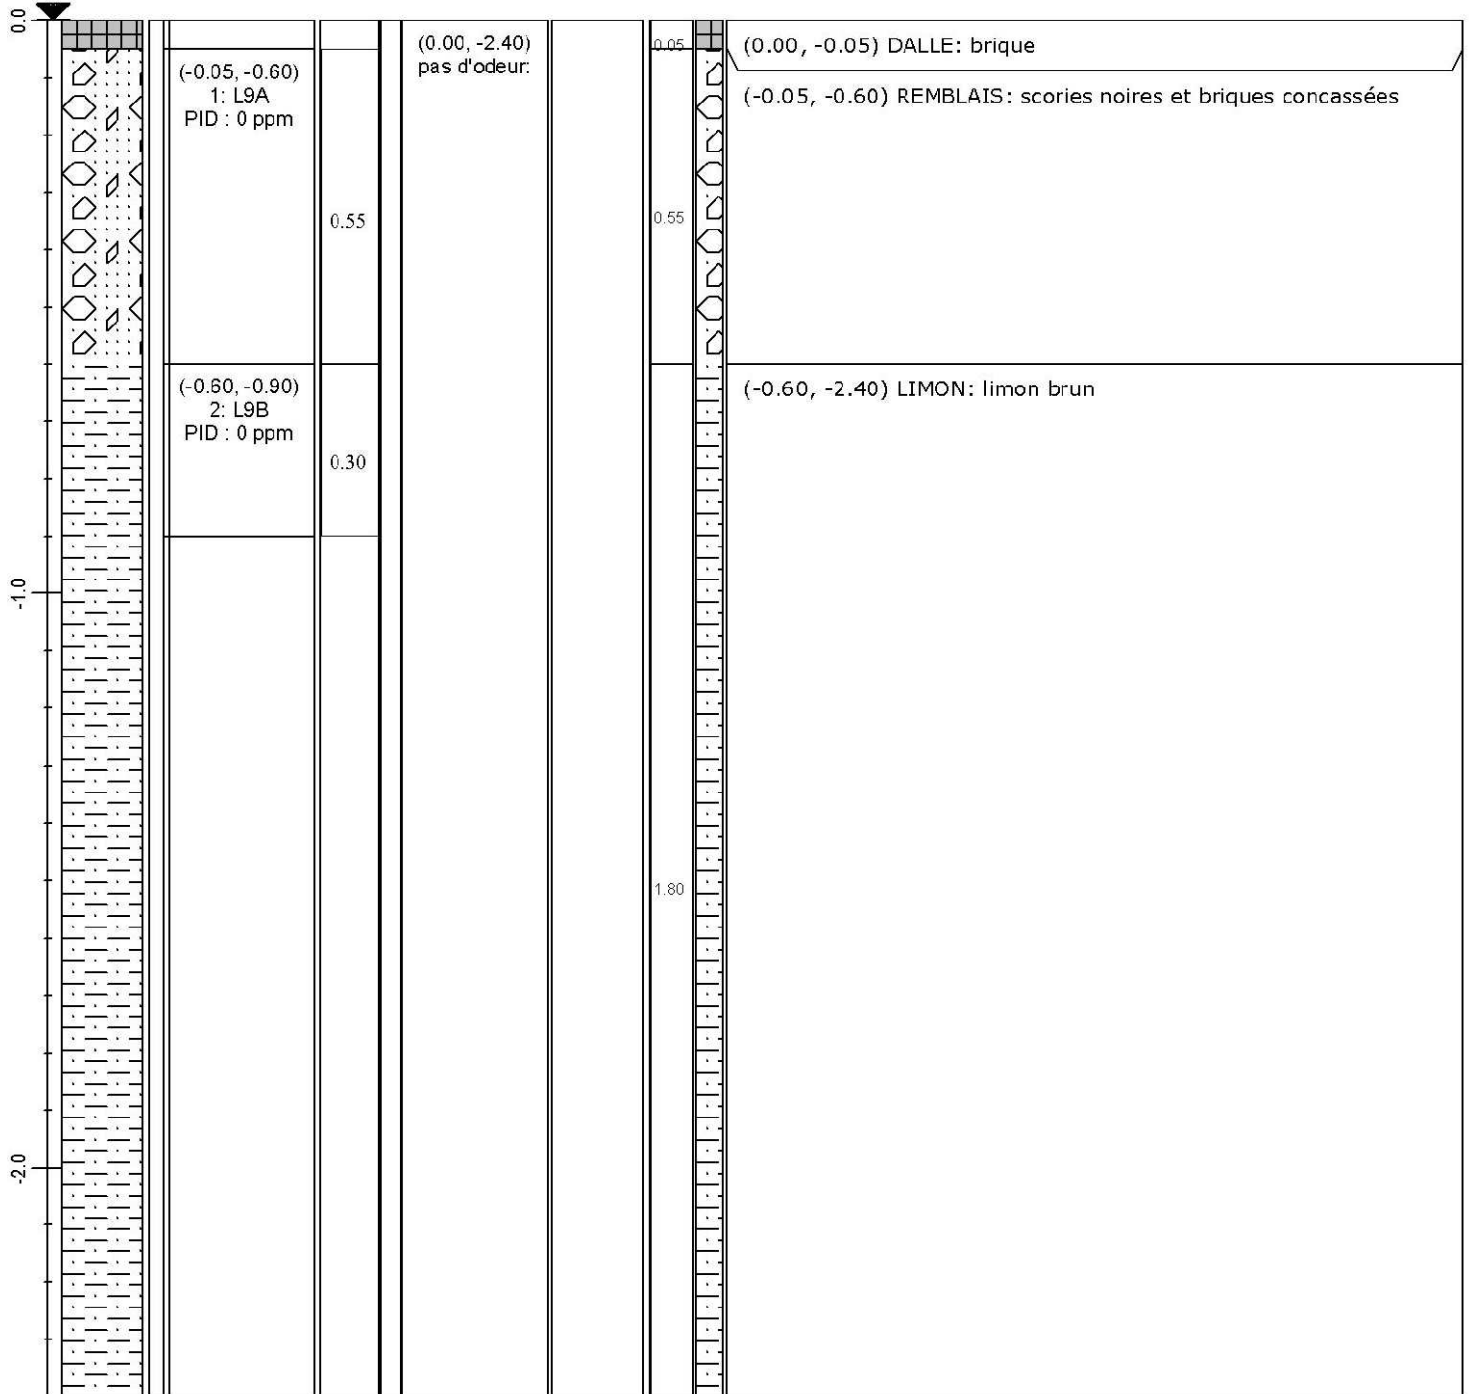 0.0
-1.0
-2.0
(-0.05, -0.60)
1: L9A
PID : 0 ppm
(-0.60, -0.90)
2: L9B
PID : 0 ppm
0.55
0.30
(0.00, -2.40)
pas d'odeur:
0.05
0.55
1.80
(0.00, -0.05) DALLE: brique
(-0.05, -0.60) REMBLAIS: scories noires et briques concassées
(-0.60, -2.40) LIMON: limon brun